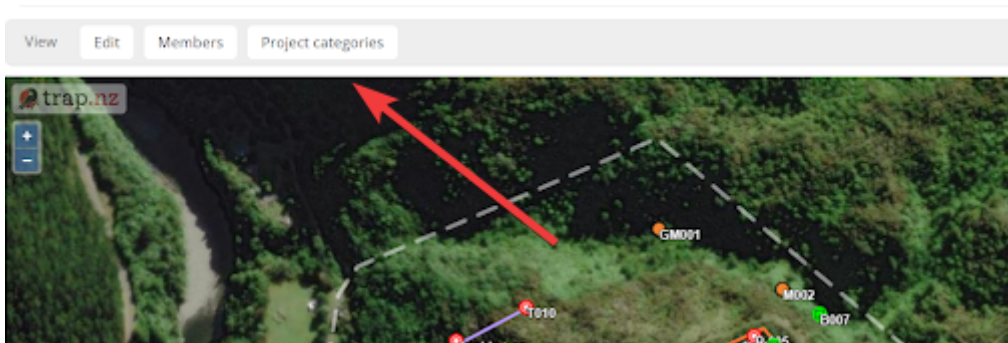 View Edit Members Project categories
trap.nz
+
−
GM001
M002
B007
T010